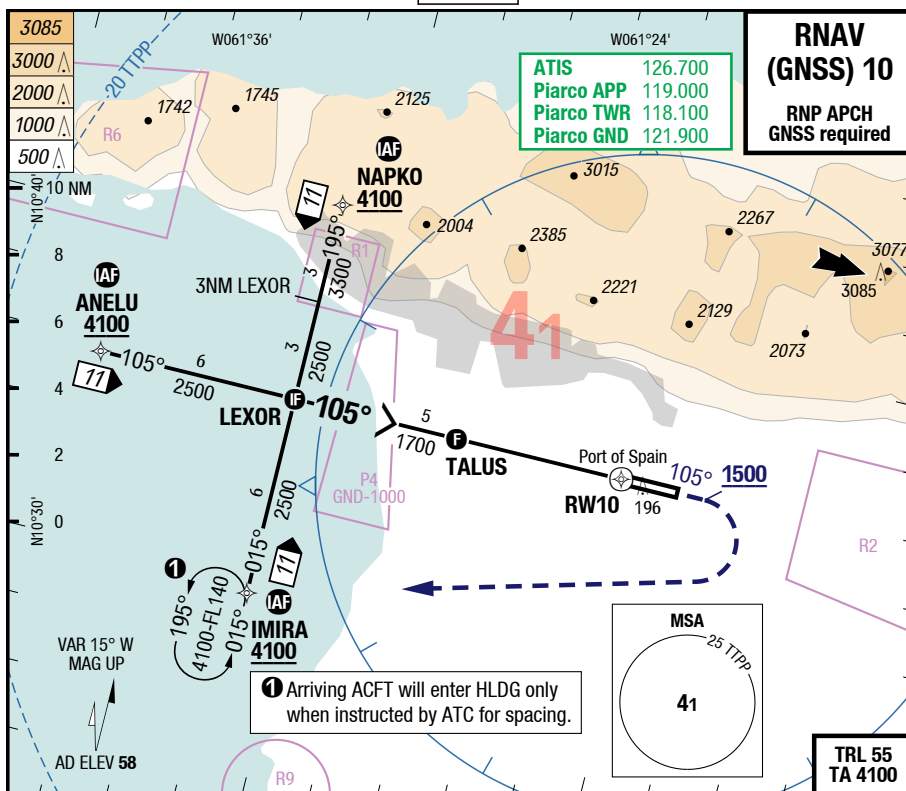 3085
3000
2000
1000
500
W061°36'
W061°24'
RNAV
(GNSS) 10
RNP APCH
GNSS required
ATIS 126.700
Piarco APP 119.000
Piarco TWR 118.100
Piarco GND 121.900
20 TTPP
R6
1742
1745
2125
IAF
NAPKO
4100
11
195°
3015
2004
2385
2267
2221
2129
2073
3077
3085
41
N10°40'
10 NM
8
6
4
2
0
N10°30'
R1
3
3300
3NM LEXOR
3
2500
IAF
ANELU
4100
11
105°
6
2500
IF
LEXOR
105°
5
1700
F
TALUS
Port of Spain
RW10
196
105°
1500
P4
GND-1000
R2
6
2500
015°
11
IAF
IMIRA
4100
1
195°
4100-FL140
015°
VAR 15° W
MAG UP
AD ELEV 58
1 Arriving ACFT will enter HLDG only
when instructed by ATC for spacing.
R9
MSA
25 TTPP
41
TRL 55
TA 4100